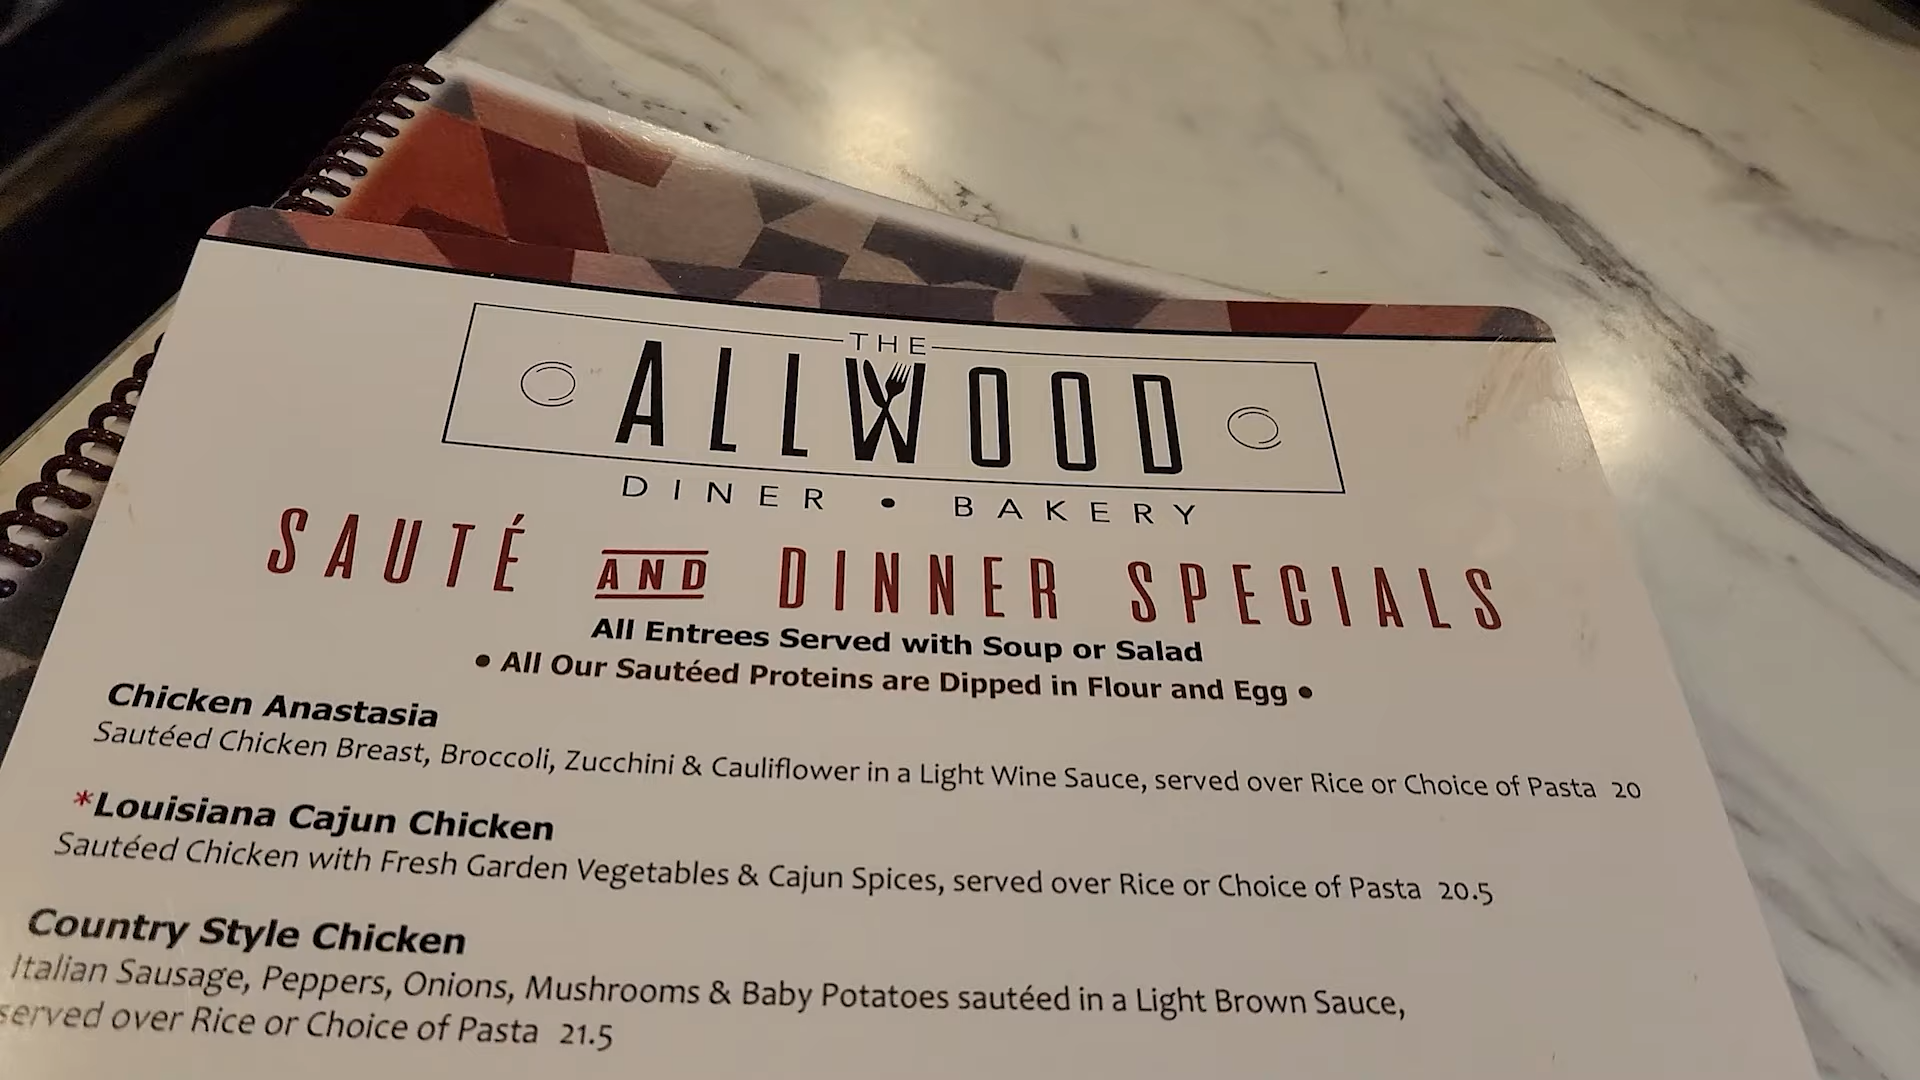 THE
ALLWOOD
DINER • BAKERY
SAUTÉ AND DINNER SPECIALS
All Entrees Served with Soup or Salad
• All Our Sautéed Proteins are Dipped in Flour and Egg •
Chicken Anastasia
Sautéed Chicken Breast, Broccoli, Zucchini & Cauliflower in a Light Wine Sauce, served over Rice or Choice of Pasta 20
*Louisiana Cajun Chicken
Sautéed Chicken with Fresh Garden Vegetables & Cajun Spices, served over Rice or Choice of Pasta 20.5
Country Style Chicken
Italian Sausage, Peppers, Onions, Mushrooms & Baby Potatoes sautéed in a Light Brown Sauce,
served over Rice or Choice of Pasta 21.5